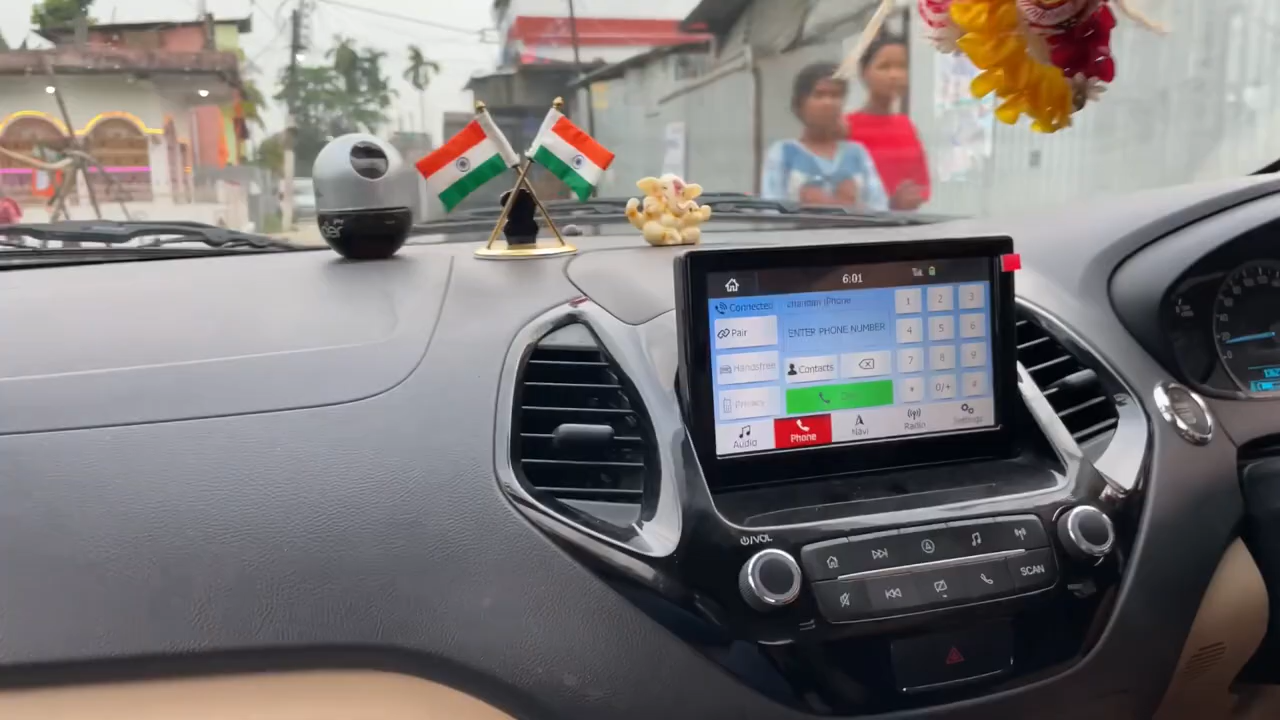 6:01
Connected
chandan iPhone
1 2 3
Pair
ENTER PHONE NUMBER
4 5 6
Handsfree
Contacts
7 8 9
Privacy
* 0/+ #
Audio
Phone
Navi
Radio
Settings
/VOL
SCAN